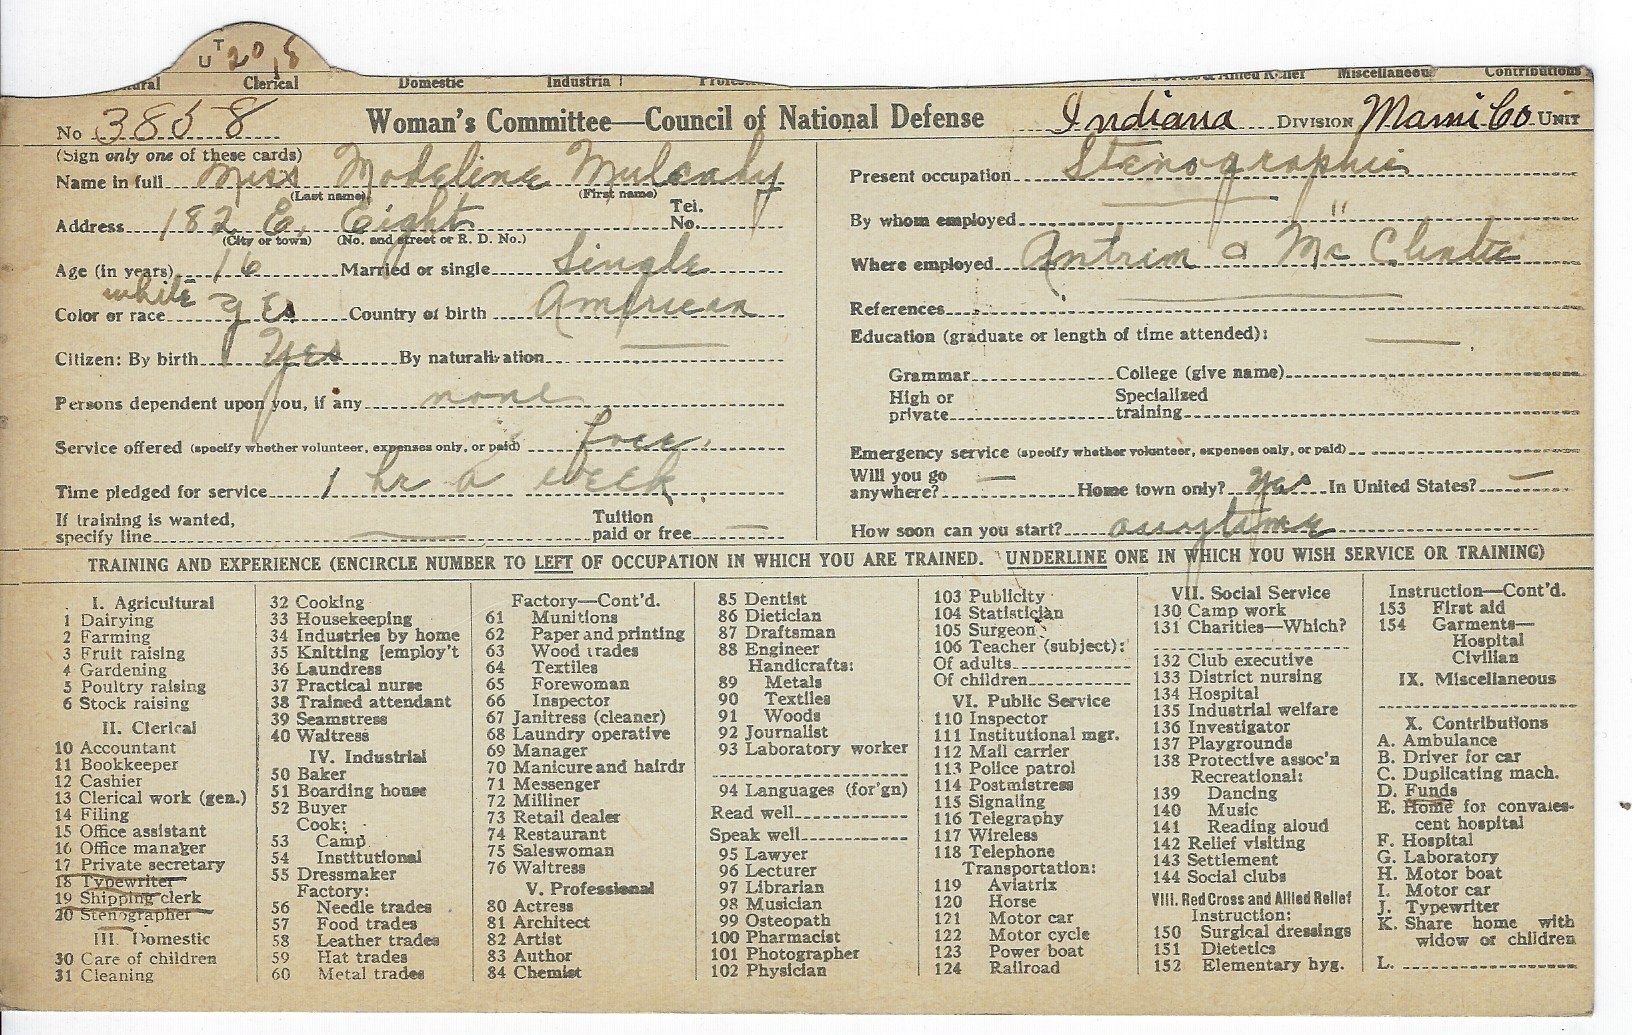 UT 20, 18
Clerical Domestic Industrial Miscellaneous Contributions
No 3858 Woman's Committee—Council of National Defense Indiana DIVISION Mami Co. UNIT
(Sign only one of these cards)
Name in full Miss Modeline Mulcahy
(Last name) (First name)
Address 182 E. Eight Tel. No.
(City or town) (No. and street or R. D. No.)
Age (in years) 16 Married or single Single
white
Color or race yes Country of birth American
Citizen: By birth Yes By naturalization
Persons dependent upon you, if any none
Service offered (specify whether volunteer, expenses only, or paid) free
Time pledged for service 1 hr a week
If training is wanted, specify line — Tuition paid or free —
Present occupation Stenographic
By whom employed "
Where employed Antrim & McClintic
References
Education (graduate or length of time attended): —
Grammar College (give name)
High or private Specialized training
Emergency service (specify whether volunteer, expenses only, or paid)
Will you go anywhere? — Home town only? Yes In United States? —
How soon can you start? anytime
TRAINING AND EXPERIENCE (ENCIRCLE NUMBER TO LEFT OF OCCUPATION IN WHICH YOU ARE TRAINED. UNDERLINE ONE IN WHICH YOU WISH SERVICE OR TRAINING)
I. Agricultural
1 Dairying
2 Farming
3 Fruit raising
4 Gardening
5 Poultry raising
6 Stock raising
II. Clerical
10 Accountant
11 Bookkeeper
12 Cashier
13 Clerical work (gen.)
14 Filing
15 Office assistant
16 Office manager
17 Private secretary
18 Typewriter
19 Shipping clerk
20 Stenographer
III. Domestic
30 Care of children
31 Cleaning
32 Cooking
33 Housekeeping
34 Industries by home
35 Knitting [employ't
36 Laundress
37 Practical nurse
38 Trained attendant
39 Seamstress
40 Waitress
IV. Industrial
50 Baker
51 Boarding house
52 Buyer
Cook:
53 Camp
54 Institutional
55 Dressmaker
Factory:
56 Needle trades
57 Food trades
58 Leather trades
59 Hat trades
60 Metal trades
Factory—Cont'd.
61 Munitions
62 Paper and printing
63 Wood trades
64 Textiles
65 Forewoman
66 Inspector
67 Janitress (cleaner)
68 Laundry operative
69 Manager
70 Manicure and hairdr
71 Messenger
72 Milliner
73 Retail dealer
74 Restaurant
75 Saleswoman
76 Waitress
V. Professional
80 Actress
81 Architect
82 Artist
83 Author
84 Chemist
85 Dentist
86 Dietician
87 Draftsman
88 Engineer
Handicrafts:
89 Metals
90 Textiles
91 Woods
92 Journalist
93 Laboratory worker
94 Languages (for'gn)
Read well
Speak well
95 Lawyer
96 Lecturer
97 Librarian
98 Musician
99 Osteopath
100 Pharmacist
101 Photographer
102 Physician
103 Publicity
104 Statistician
105 Surgeon
106 Teacher (subject):
Of adults
Of children
VI. Public Service
110 Inspector
111 Institutional mgr.
112 Mail carrier
113 Police patrol
114 Postmistress
115 Signaling
116 Telegraphy
117 Wireless
118 Telephone
Transportation:
119 Aviatrix
120 Horse
121 Motor car
122 Motor cycle
123 Power boat
124 Railroad
VII. Social Service
130 Camp work
131 Charities—Which?
132 Club executive
133 District nursing
134 Hospital
135 Industrial welfare
136 Investigator
137 Playgrounds
138 Protective assoc'n
Recreational:
139 Dancing
140 Music
141 Reading aloud
142 Relief visiting
143 Settlement
144 Social clubs
VIII. Red Cross and Allied Relief
Instruction:
150 Surgical dressings
151 Dietetics
152 Elementary hyg.
Instruction—Cont'd.
153 First aid
154 Garments—
Hospital
Civilian
IX. Miscellaneous
X. Contributions
A. Ambulance
B. Driver for car
C. Duplicating mach.
D. Funds
E. Home for convales-
cent hospital
F. Hospital
G. Laboratory
H. Motor boat
I. Motor car
J. Typewriter
K. Share home with
widow or children
L.